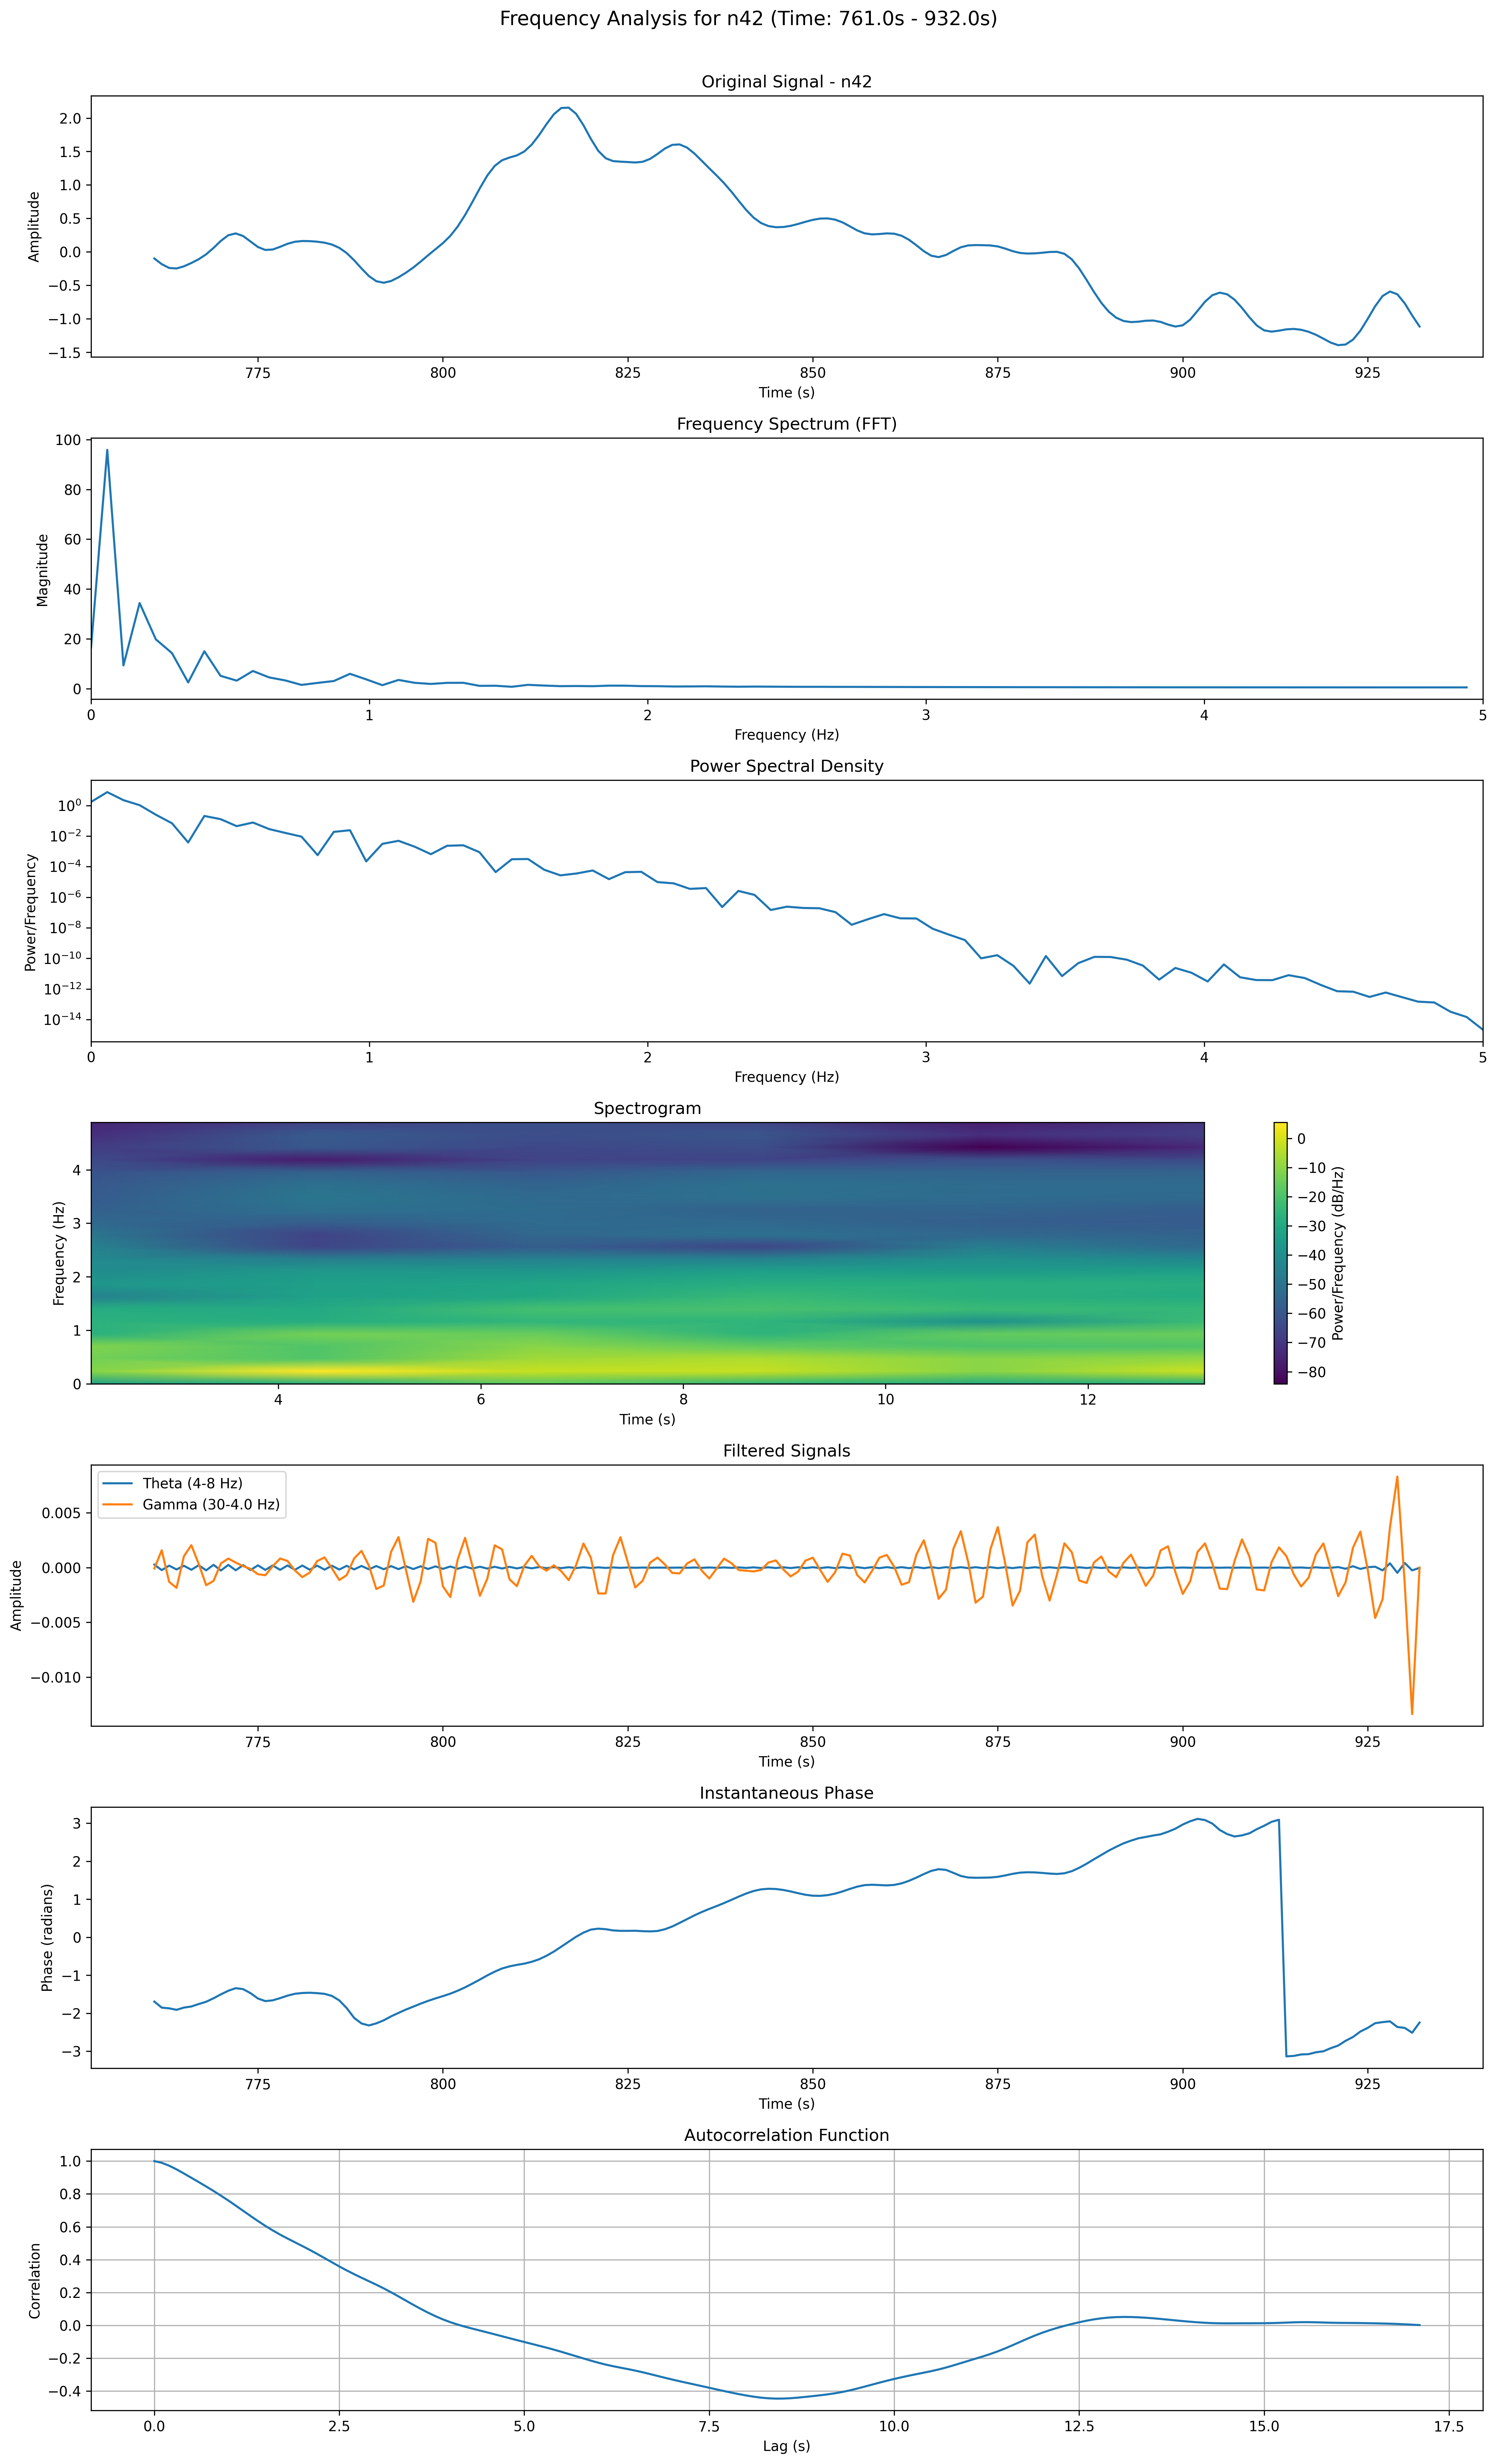 Frequency Analysis for n42 (Time: 761.0s - 932.0s)
Original Signal - n42
2.0
1.5
1.0
0.5
0.0
−0.5
−1.0
−1.5
Amplitude
775 800 825 850 875 900 925
Time (s)
Frequency Spectrum (FFT)
100
80
60
40
20
0
Magnitude
0 1 2 3 4 5
Frequency (Hz)
Power Spectral Density
10⁰
10⁻²
10⁻⁴
10⁻⁶
10⁻⁸
10⁻¹⁰
10⁻¹²
10⁻¹⁴
Power/Frequency
0 1 2 3 4 5
Frequency (Hz)
Spectrogram
4
3
2
1
0
Frequency (Hz)
4 6 8 10 12
Time (s)
0
−10
−20
−30
−40
−50
−60
−70
−80
Power/Frequency (dB/Hz)
Filtered Signals
Theta (4-8 Hz)
Gamma (30-4.0 Hz)
0.005
0.000
−0.005
−0.010
Amplitude
775 800 825 850 875 900 925
Time (s)
Instantaneous Phase
3
2
1
0
−1
−2
−3
Phase (radians)
775 800 825 850 875 900 925
Time (s)
Autocorrelation Function
1.0
0.8
0.6
0.4
0.2
0.0
−0.2
−0.4
Correlation
0.0 2.5 5.0 7.5 10.0 12.5 15.0 17.5
Lag (s)